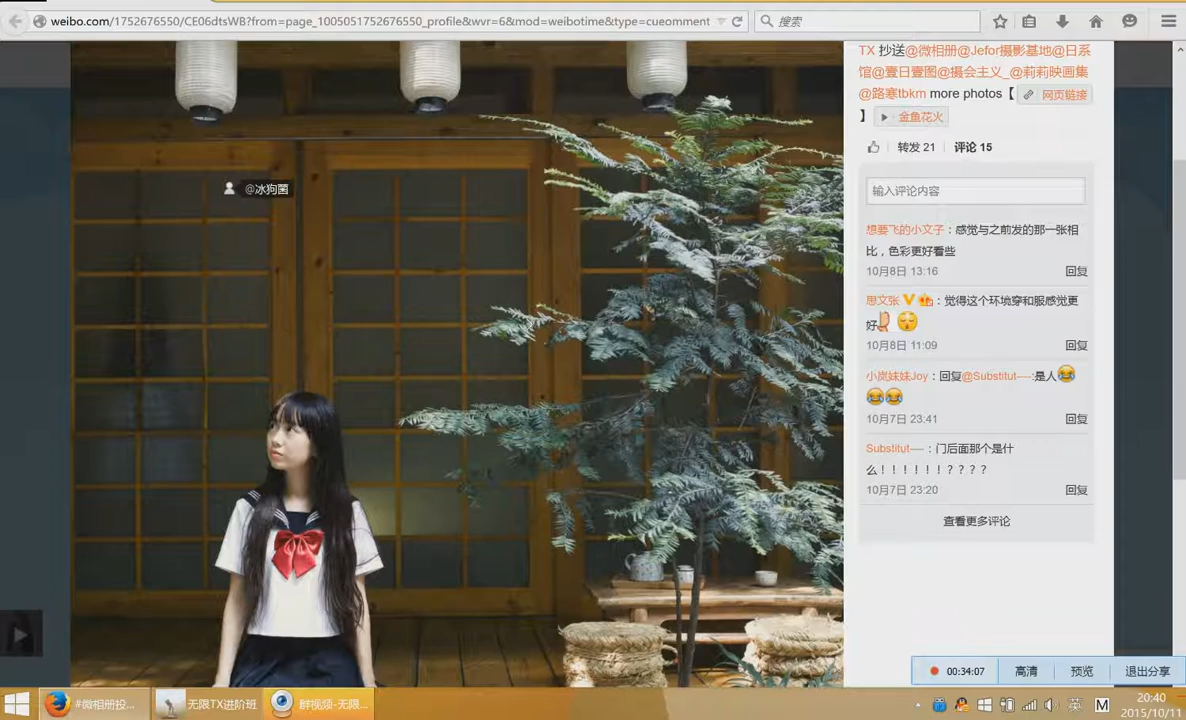 weibo.com/1752676550/CE06dtsWB?from=page_1005051752676550_profile&wvr=6&mod=weibotime&type=cueomment
搜索
TX 抄送@微相册@Jefor摄影基地@日系
馆@壹日壹图@摄会主义_@莉莉映画集
@路寒tbkm more photos【 网页链接
】 金鱼花火
转发 21 评论 15
输入评论内容
想要飞的小文子：感觉与之前发的那一张相
比，色彩更好看些
10月8日 13:16 回复
思文张 ：觉得这个环境穿和服感觉更
好
10月8日 11:09 回复
小岚妹妹Joy：回复@Substitut----:是人
10月7日 23:41 回复
Substitut----：门后面那个是什
么！！！！！！？？？？
10月7日 23:20 回复
查看更多评论
@冰狗菌
00:34:07 高清 预览 退出分享
#微相册投... 无限TX进阶班 群视频-无限...
英 M
20:40
2015/10/11